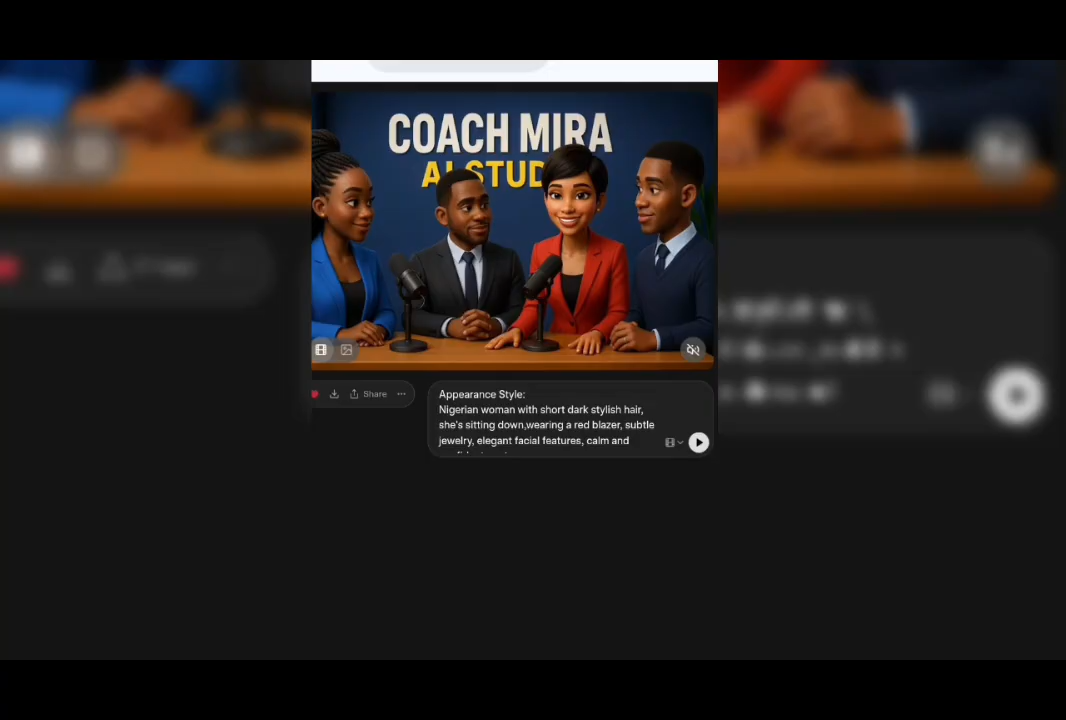 COACH MIRA
AI STUD
Share
Appearance Style:
Nigerian woman with short dark stylish hair,
she's sitting down,wearing a red blazer, subtle
jewelry, elegant facial features, calm and